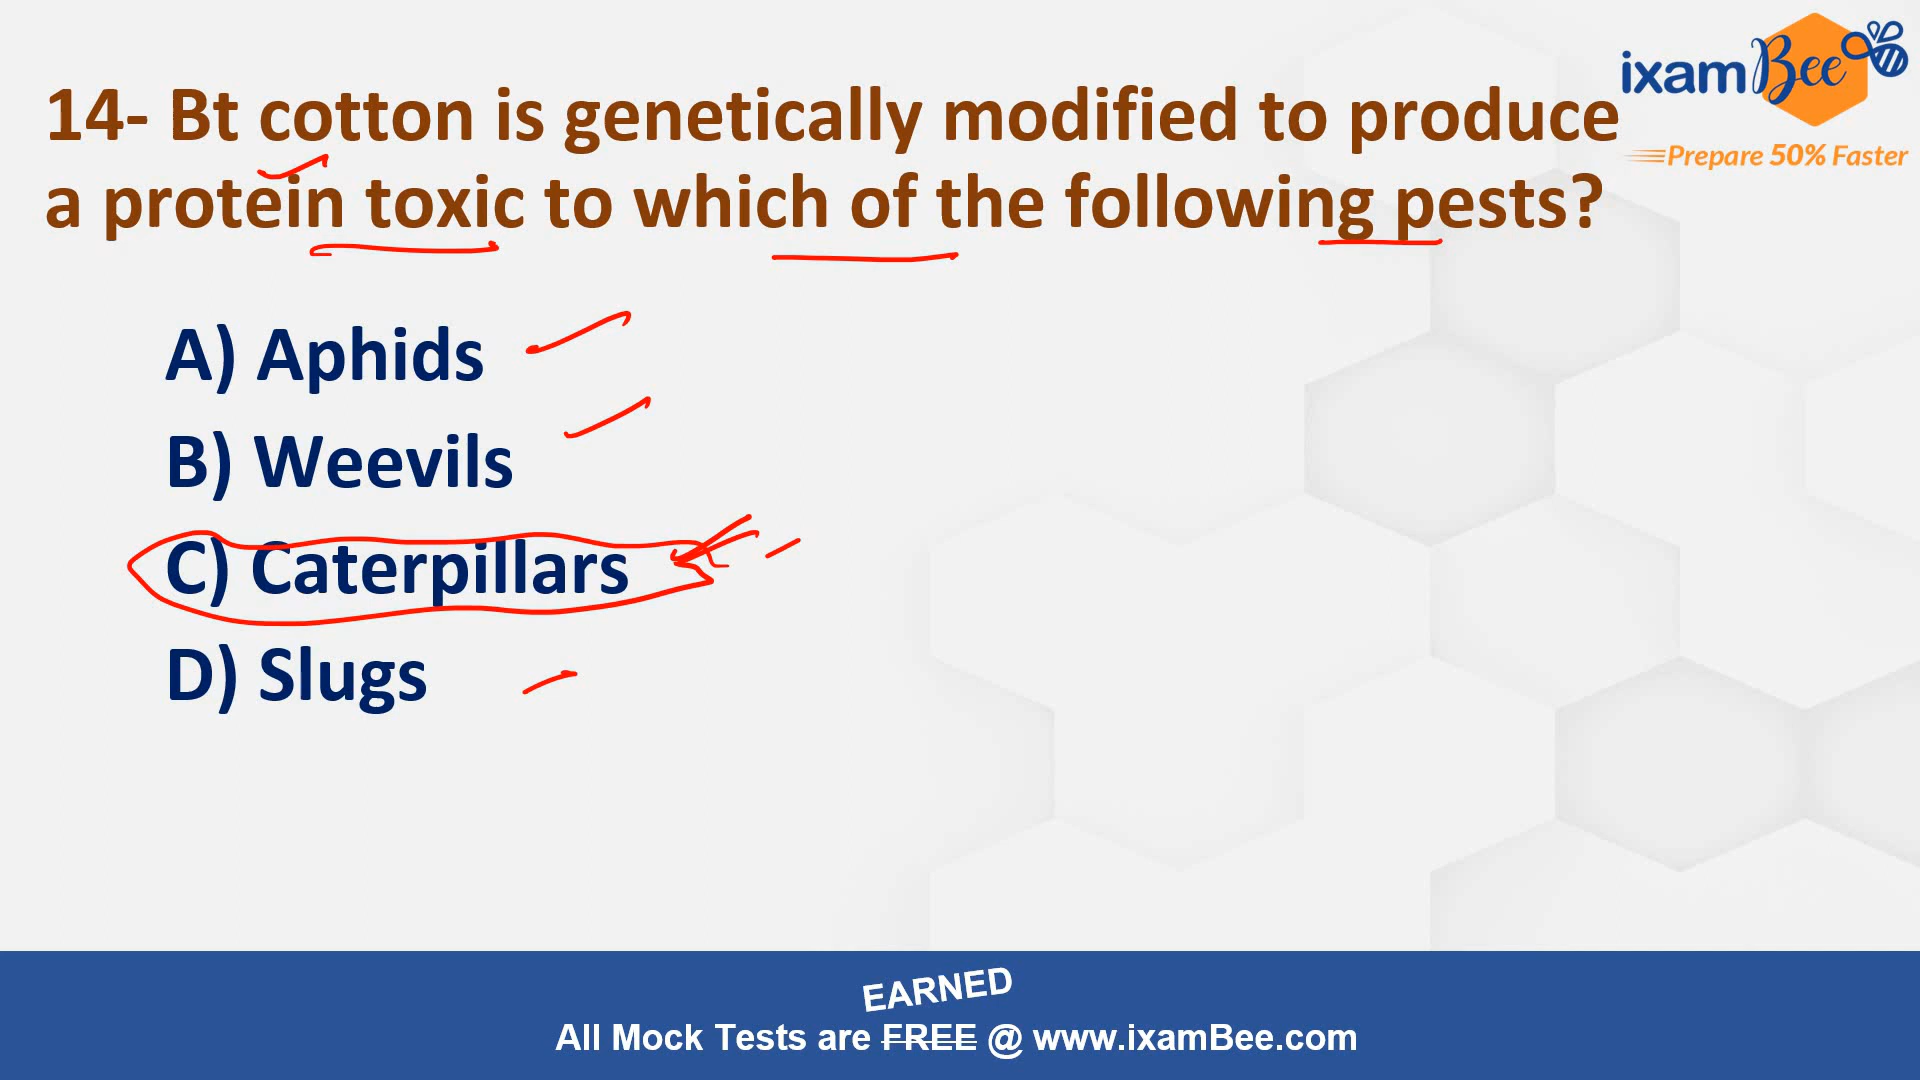 ixamBee
Prepare 50% Faster
14- Bt cotton is genetically modified to produce
a protein toxic to which of the following pests?
A) Aphids
B) Weevils
C) Caterpillars
D) Slugs
EARNED
All Mock Tests are FREE @ www.ixamBee.com